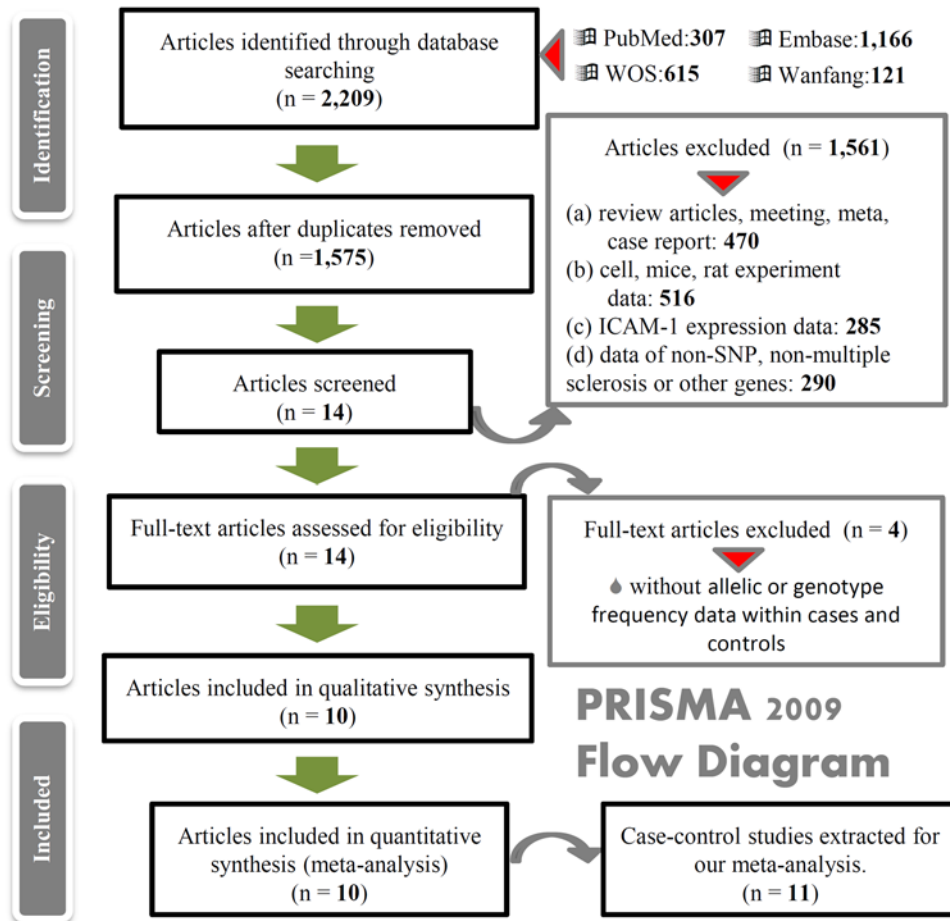 Identification
Articles identified through database
searching
(n = 2,209)
PubMed:307 Embase:1,166
WOS:615 Wanfang:121
Articles excluded (n = 1,561)
(a) review articles, meeting, meta,
case report: 470
(b) cell, mice, rat experiment
data: 516
(c) ICAM-1 expression data: 285
(d) data of non-SNP, non-multiple
sclerosis or other genes: 290
Articles after duplicates removed
(n =1,575)
Screening
Articles screened
(n = 14)
Eligibility
Full-text articles assessed for eligibility
(n = 14)
Full-text articles excluded (n = 4)
without allelic or genotype
frequency data within cases and
controls
Articles included in qualitative synthesis
(n = 10)
PRISMA 2009
Flow Diagram
Included
Articles included in quantitative
synthesis (meta-analysis)
(n = 10)
Case-control studies extracted for
our meta-analysis.
(n = 11)